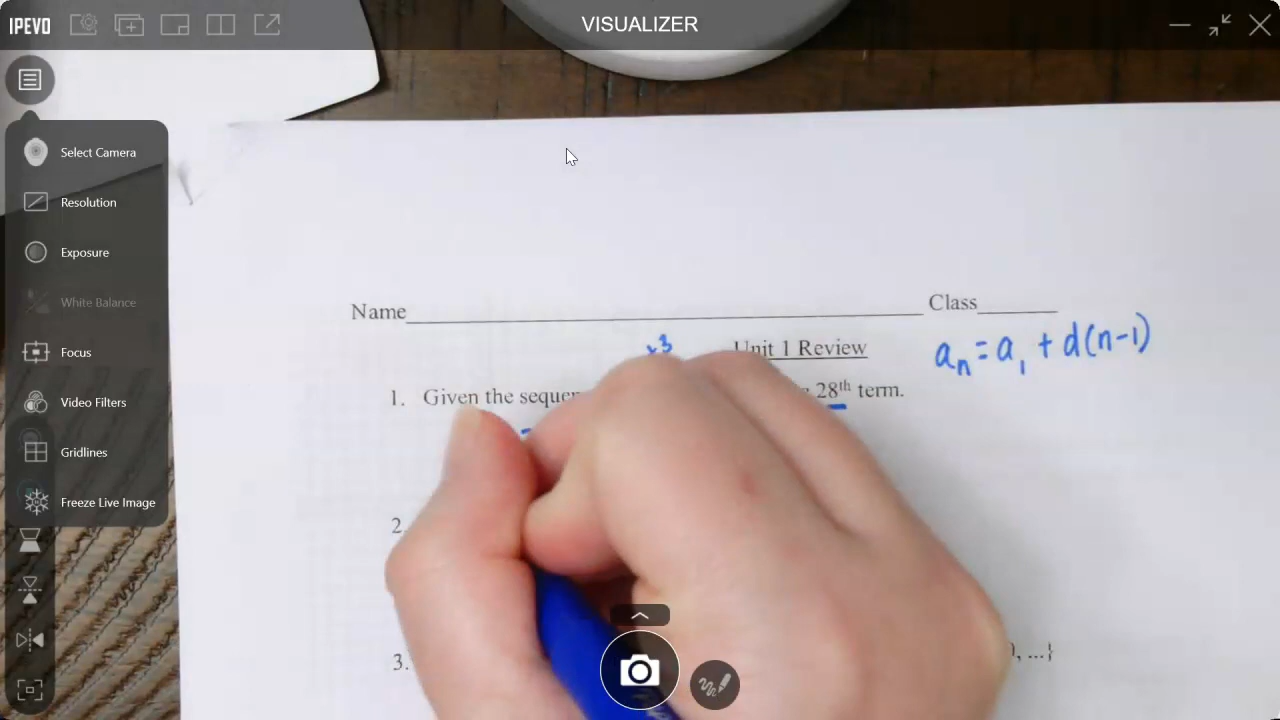 IPEVO
VISUALIZER
Select Camera
Resolution
Exposure
White Balance
Focus
Video Filters
Gridlines
Freeze Live Image
Name Class
Unit 1 Review
aₙ = a₁ + d(n-1)
x3
1. Given the 28th term.
2.
3. , ...}